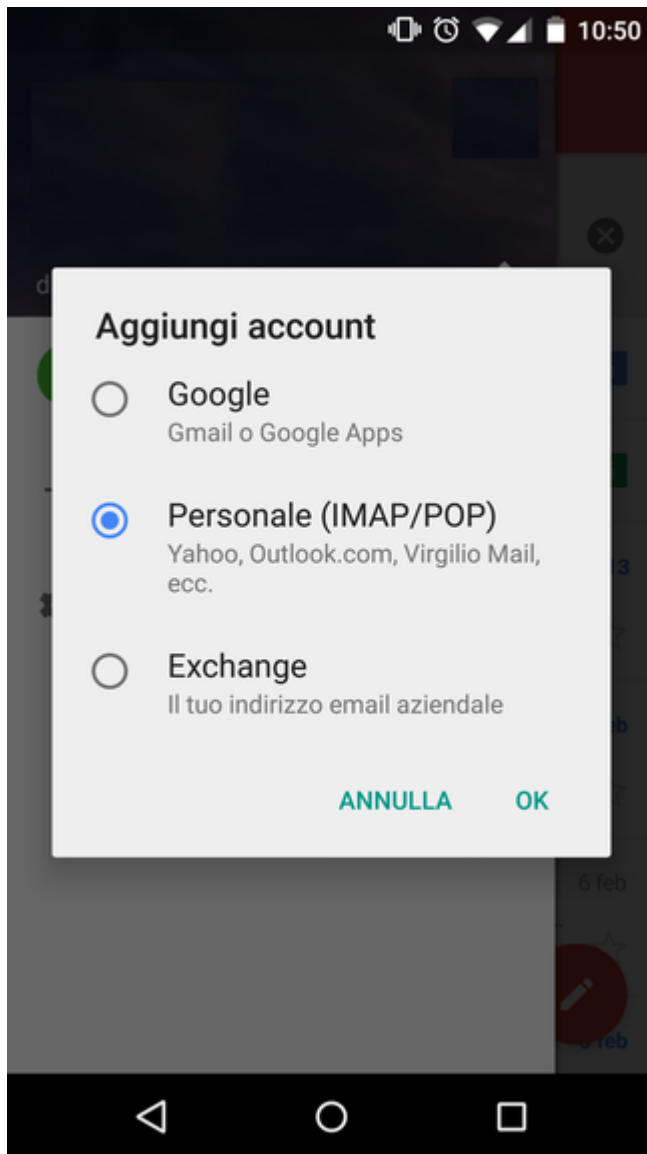 10:50
Aggiungi account
Google
Gmail o Google Apps
Personale (IMAP/POP)
Yahoo, Outlook.com, Virgilio Mail,
ecc.
Exchange
Il tuo indirizzo email aziendale
ANNULLA OK
6 feb